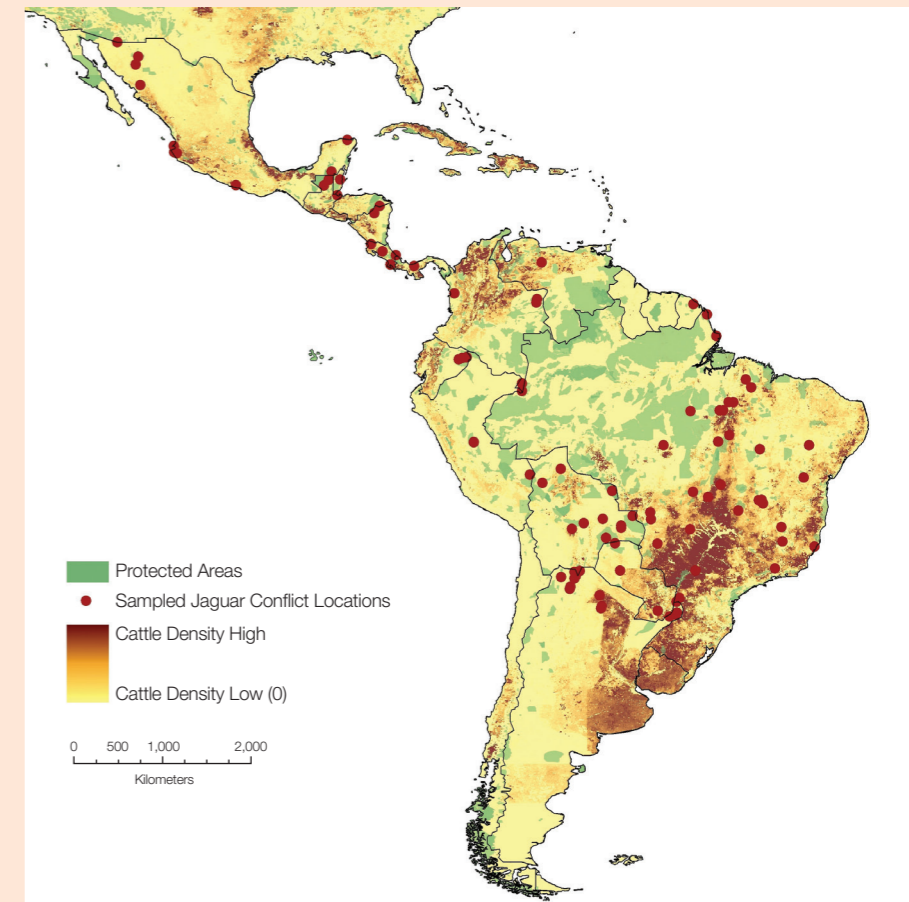 Protected Areas
Sampled Jaguar Conflict Locations
Cattle Density High
Cattle Density Low (0)
0 500 1,000 2,000
Kilometers